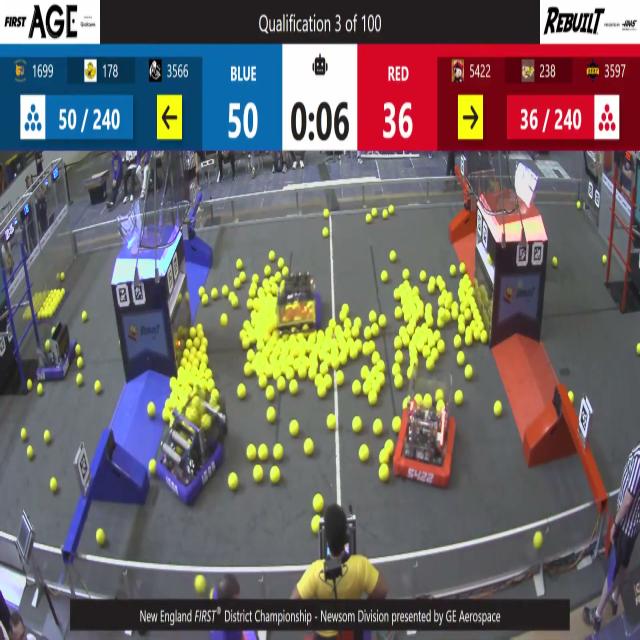 FIRST AGE
Qualification 3 of 100
REBUILT
1699 178 3566 BLUE RED 5422 238 3597
50 / 240 50 0:06 36 36 / 240
5422
New England FIRST® District Championship - Newsom Division presented by GE Aerospace